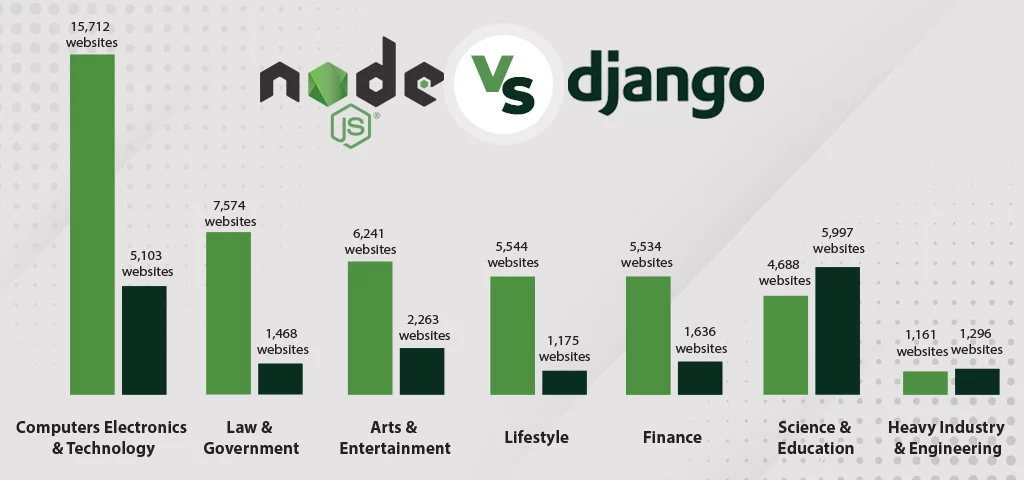 15,712
websites
node
JS®
VS
django
5,103
websites
7,574
websites
1,468
websites
6,241
websites
2,263
websites
5,544
websites
1,175
websites
5,534
websites
1,636
websites
4,688
websites
5,997
websites
1,161
websites
1,296
websites
Computers Electronics
& Technology
Law &
Government
Arts &
Entertainment
Lifestyle
Finance
Science &
Education
Heavy Industry
& Engineering